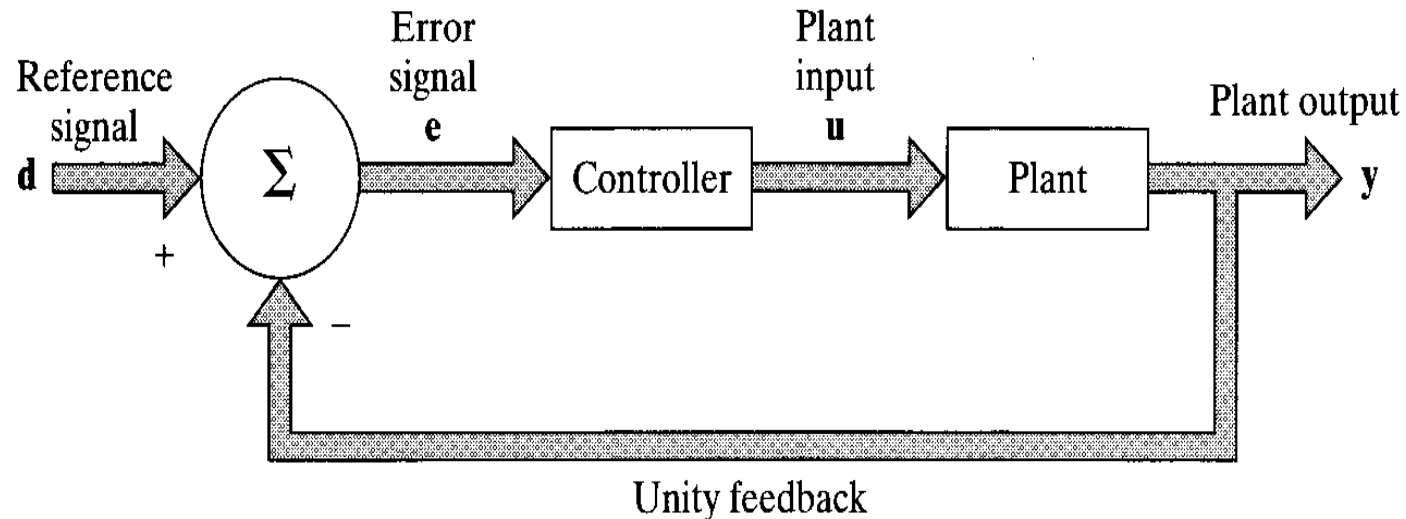 Reference
signal
d
+
Σ
−
Error
signal
e
Controller
Plant
input
u
Plant
Plant output
y
Unity feedback